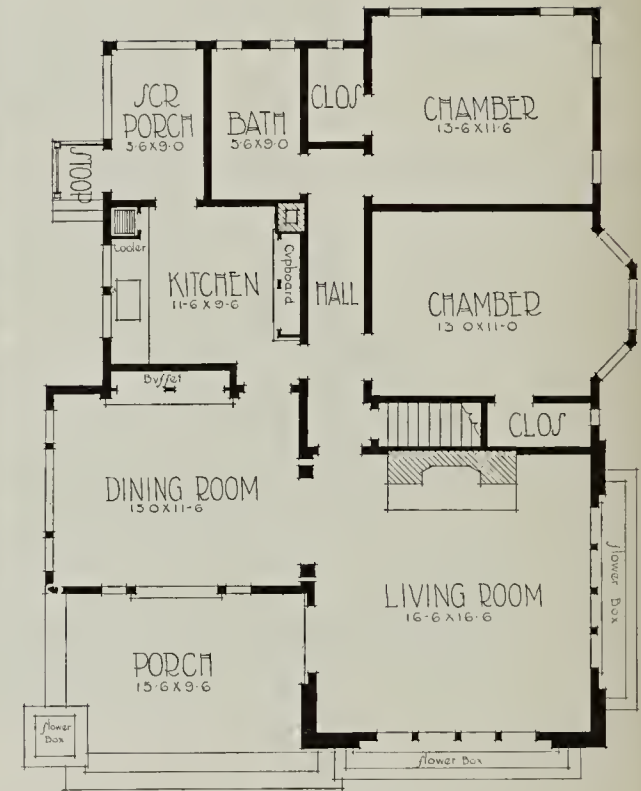 SCR
PORCH
5-6X9-0
BATH
5-6X9-0
CLOS
CHAMBER
13-6X11-6
STOOP
Cooler
KITCHEN
11-6X9-6
Cupboard
HALL
CHAMBER
13 0X11-0
Buffet
CLOS
DINING ROOM
15 0X11-6
LIVING ROOM
16-6X16-6
flower Box
PORCH
15-6X9-6
flower
Box
flower Box